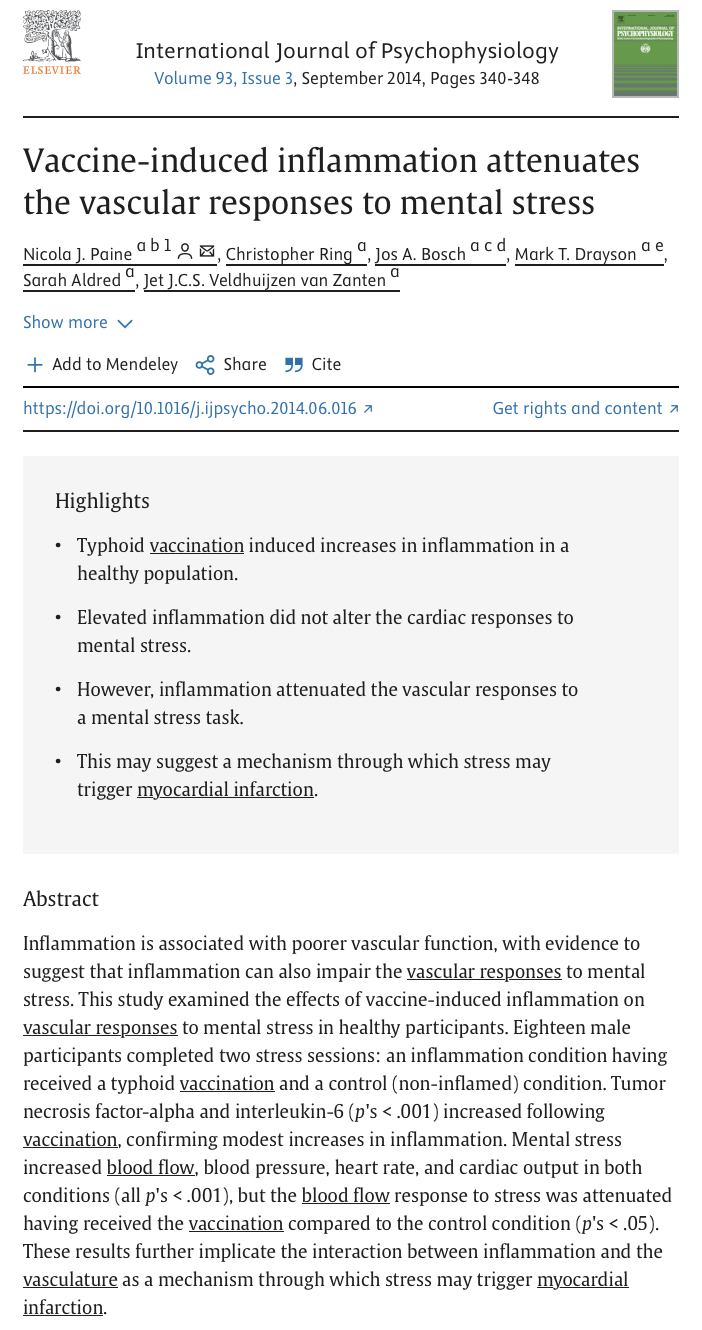 ELSEVIER
International Journal of Psychophysiology
Volume 93, Issue 3, September 2014, Pages 340-348
PSYCHOPHYSIOLOGY
Vaccine-induced inflammation attenuates
the vascular responses to mental stress
Nicola J. Paine a b 1, Christopher Ring a, Jos A. Bosch a c d, Mark T. Drayson a e,
Sarah Aldred a, Jet J.C.S. Veldhuijzen van Zanten a
Show more
Add to Mendeley Share Cite
https://doi.org/10.1016/j.ijpsycho.2014.06.016 ↗ Get rights and content ↗
Highlights
• Typhoid vaccination induced increases in inflammation in a
healthy population.
• Elevated inflammation did not alter the cardiac responses to
mental stress.
• However, inflammation attenuated the vascular responses to
a mental stress task.
• This may suggest a mechanism through which stress may
trigger myocardial infarction.
Abstract
Inflammation is associated with poorer vascular function, with evidence to
suggest that inflammation can also impair the vascular responses to mental
stress. This study examined the effects of vaccine-induced inflammation on
vascular responses to mental stress in healthy participants. Eighteen male
participants completed two stress sessions: an inflammation condition having
received a typhoid vaccination and a control (non-inflamed) condition. Tumor
necrosis factor-alpha and interleukin-6 (p's < .001) increased following
vaccination, confirming modest increases in inflammation. Mental stress
increased blood flow, blood pressure, heart rate, and cardiac output in both
conditions (all p's < .001), but the blood flow response to stress was attenuated
having received the vaccination compared to the control condition (p's < .05).
These results further implicate the interaction between inflammation and the
vasculature as a mechanism through which stress may trigger myocardial
infarction.